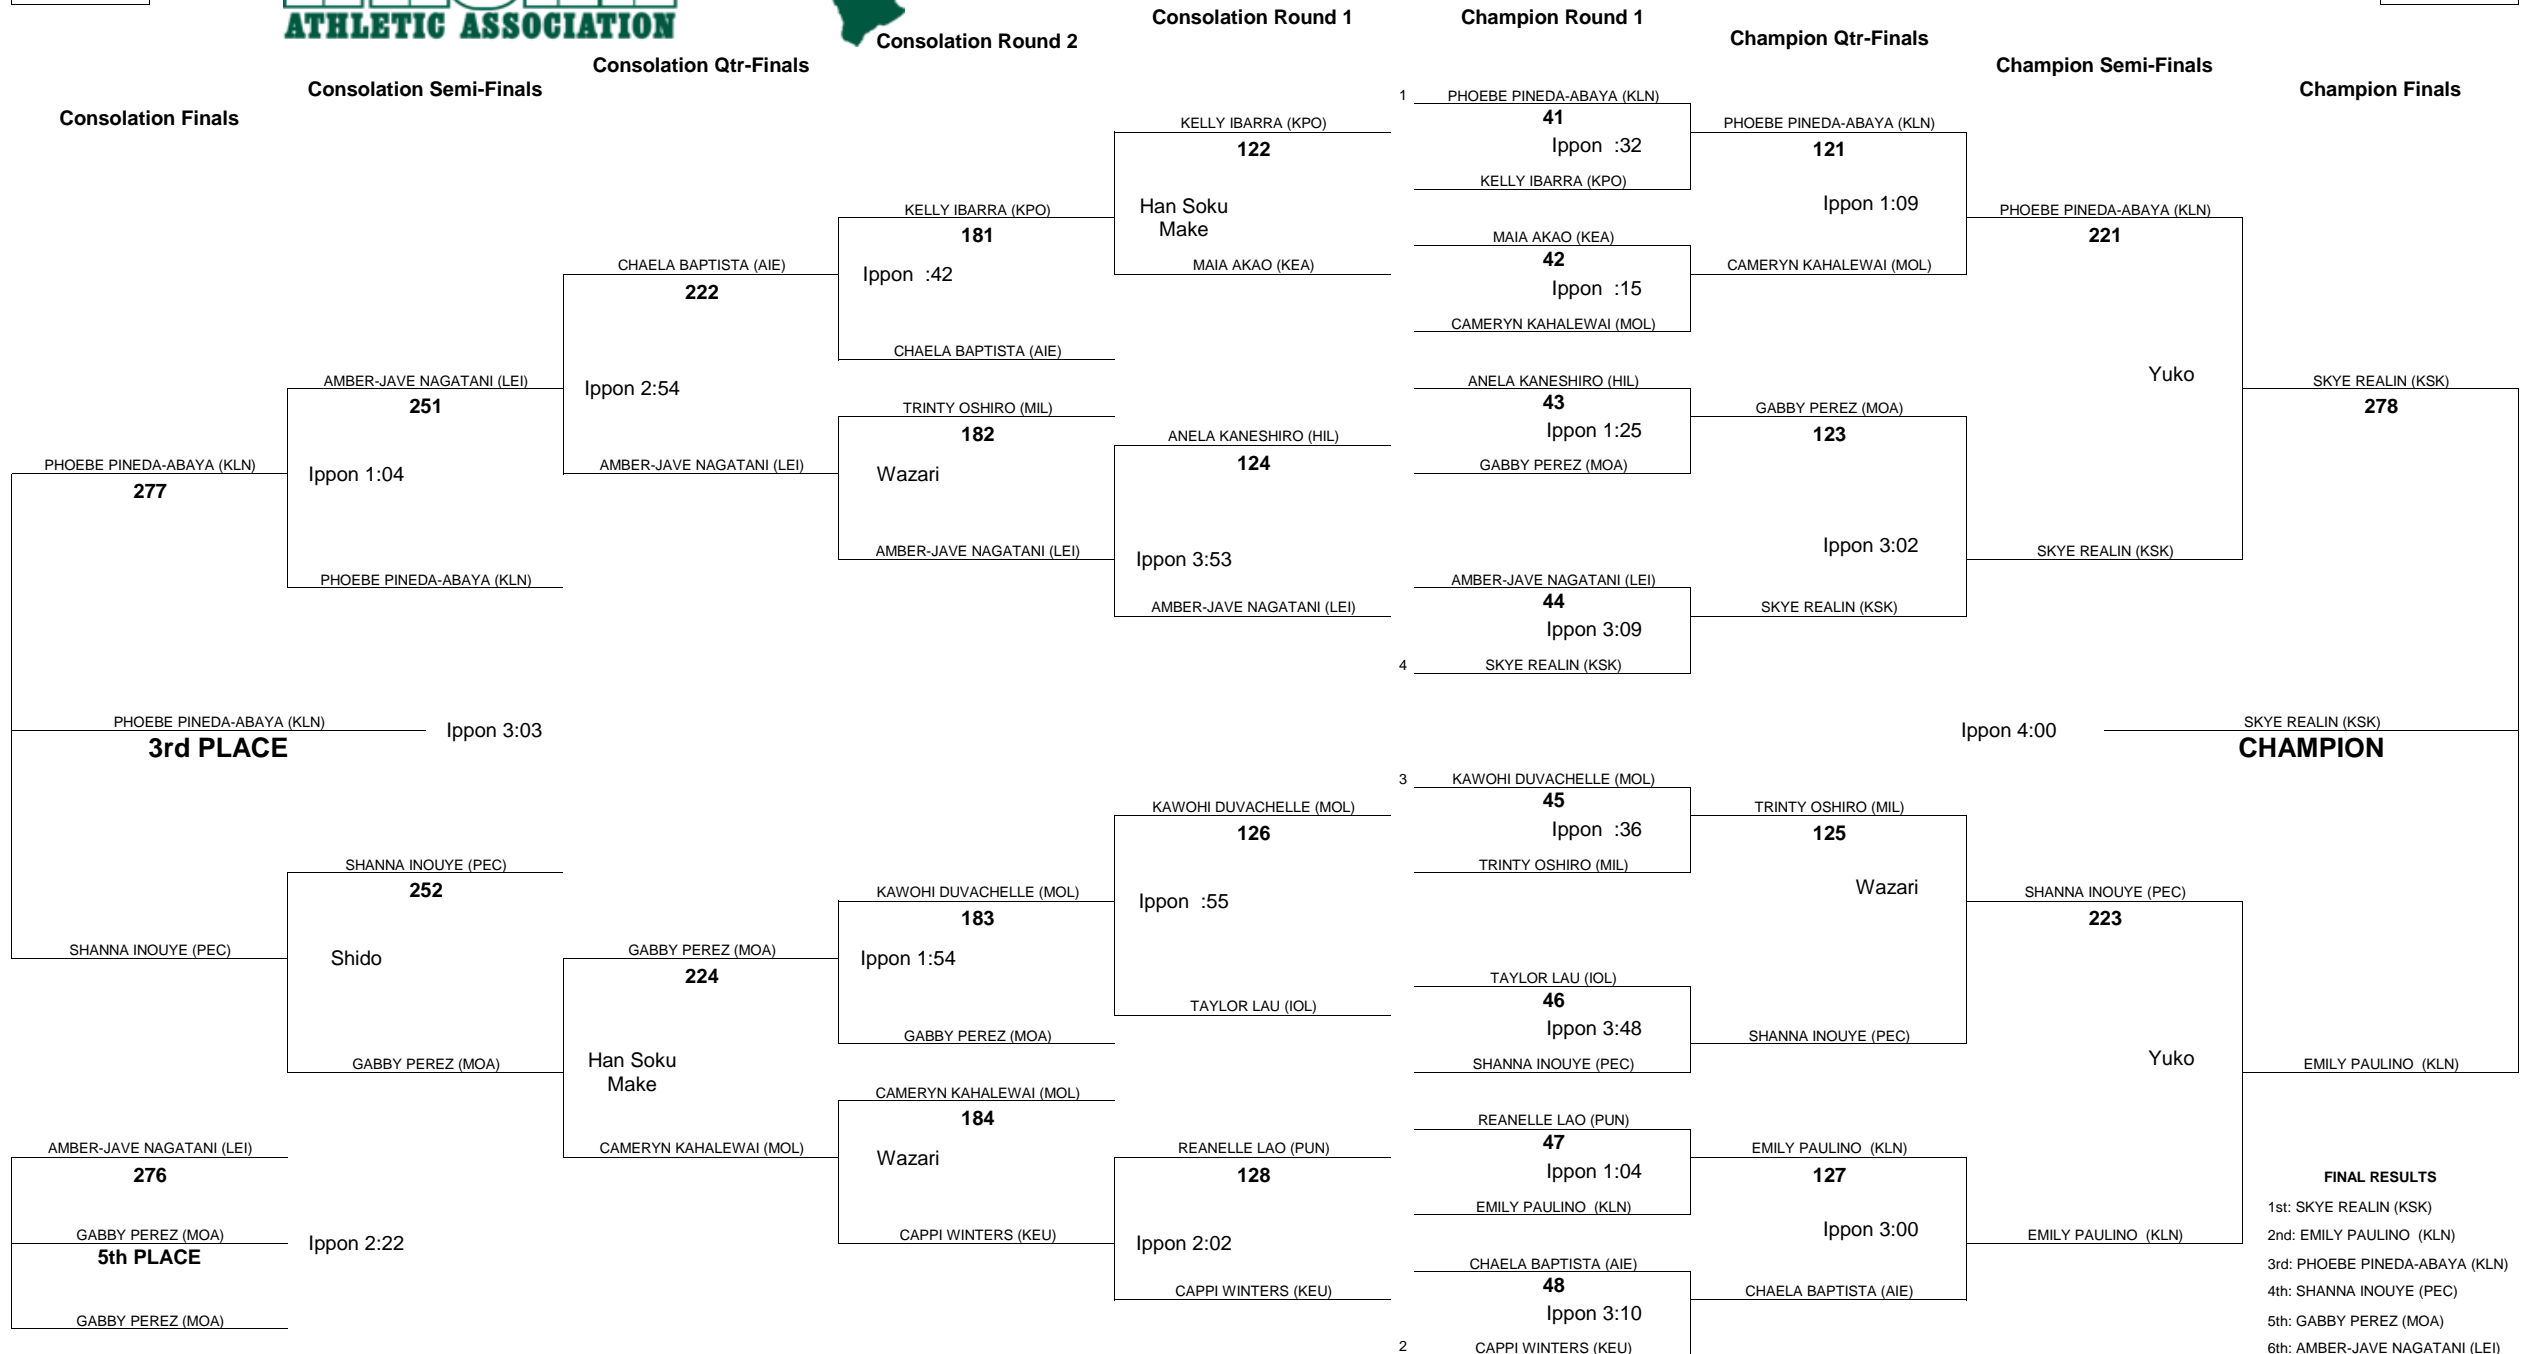 ATHLETIC ASSOCIATION
Consolation Finals
Consolation Semi-Finals
Consolation Qtr-Finals
Consolation Round 2
Consolation Round 1
Champion Round 1
Champion Qtr-Finals
Champion Semi-Finals
Champion Finals
PHOEBE PINEDA-ABAYA (KLN)
277
SHANNA INOUYE (PEC)
PHOEBE PINEDA-ABAYA (KLN)
3rd PLACE
Ippon 3:03
AMBER-JAVE NAGATANI (LEI)
276
GABBY PEREZ (MOA)
5th PLACE
Ippon 2:22
GABBY PEREZ (MOA)
AMBER-JAVE NAGATANI (LEI)
251
Ippon 1:04
PHOEBE PINEDA-ABAYA (KLN)
SHANNA INOUYE (PEC)
252
Shido
GABBY PEREZ (MOA)
CHAELA BAPTISTA (AIE)
222
Ippon 2:54
AMBER-JAVE NAGATANI (LEI)
GABBY PEREZ (MOA)
224
Han Soku
Make
CAMERYN KAHALEWAI (MOL)
KELLY IBARRA (KPO)
181
Ippon :42
CHAELA BAPTISTA (AIE)
TRINTY OSHIRO (MIL)
182
Wazari
AMBER-JAVE NAGATANI (LEI)
KAWOHI DUVACHELLE (MOL)
183
Ippon 1:54
GABBY PEREZ (MOA)
CAMERYN KAHALEWAI (MOL)
184
Wazari
CAPPI WINTERS (KEU)
KELLY IBARRA (KPO)
122
Han Soku
Make
MAIA AKAO (KEA)
ANELA KANESHIRO (HIL)
124
Ippon 3:53
AMBER-JAVE NAGATANI (LEI)
KAWOHI DUVACHELLE (MOL)
126
Ippon :55
TAYLOR LAU (IOL)
REANELLE LAO (PUN)
128
Ippon 2:02
CAPPI WINTERS (KEU)
1 PHOEBE PINEDA-ABAYA (KLN)
41
Ippon :32
KELLY IBARRA (KPO)
MAIA AKAO (KEA)
42
Ippon :15
CAMERYN KAHALEWAI (MOL)
ANELA KANESHIRO (HIL)
43
Ippon 1:25
GABBY PEREZ (MOA)
AMBER-JAVE NAGATANI (LEI)
44
Ippon 3:09
4 SKYE REALIN (KSK)
3 KAWOHI DUVACHELLE (MOL)
45
Ippon :36
TRINTY OSHIRO (MIL)
TAYLOR LAU (IOL)
46
Ippon 3:48
SHANNA INOUYE (PEC)
REANELLE LAO (PUN)
47
Ippon 1:04
EMILY PAULINO (KLN)
CHAELA BAPTISTA (AIE)
48
Ippon 3:10
2 CAPPI WINTERS (KEU)
PHOEBE PINEDA-ABAYA (KLN)
121
Ippon 1:09
CAMERYN KAHALEWAI (MOL)
GABBY PEREZ (MOA)
123
Ippon 3:02
SKYE REALIN (KSK)
TRINTY OSHIRO (MIL)
125
Wazari
SHANNA INOUYE (PEC)
EMILY PAULINO (KLN)
127
Ippon 3:00
CHAELA BAPTISTA (AIE)
PHOEBE PINEDA-ABAYA (KLN)
221
Yuko
SKYE REALIN (KSK)
SHANNA INOUYE (PEC)
223
Yuko
EMILY PAULINO (KLN)
SKYE REALIN (KSK)
278
Ippon 4:00
SKYE REALIN (KSK)
CHAMPION
EMILY PAULINO (KLN)
FINAL RESULTS
1st: SKYE REALIN (KSK)
2nd: EMILY PAULINO (KLN)
3rd: PHOEBE PINEDA-ABAYA (KLN)
4th: SHANNA INOUYE (PEC)
5th: GABBY PEREZ (MOA)
6th: AMBER-JAVE NAGATANI (LEI)